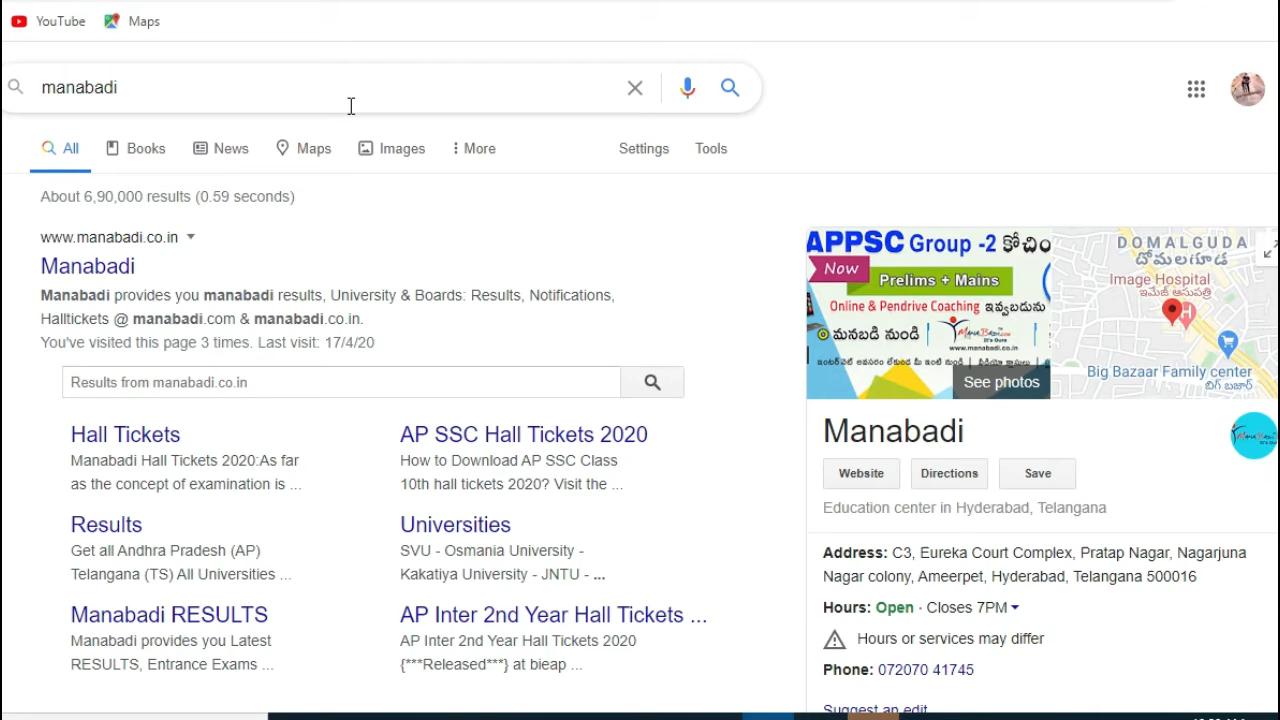 YouTube Maps
manabadi
All Books News Maps Images More Settings Tools
About 6,90,000 results (0.59 seconds)
www.manabadi.co.in
Manabadi
Manabadi provides you manabadi results, University & Boards: Results, Notifications,
Halltickets @ manabadi.com & manabadi.co.in.
You've visited this page 3 times. Last visit: 17/4/20
Results from manabadi.co.in
Hall Tickets
Manabadi Hall Tickets 2020:As far
as the concept of examination is ...
AP SSC Hall Tickets 2020
How to Download AP SSC Class
10th hall tickets 2020? Visit the ...
Results
Get all Andhra Pradesh (AP)
Telangana (TS) All Universities ...
Universities
SVU - Osmania University -
Kakatiya University - JNTU - ...
Manabadi RESULTS
Manabadi provides you Latest
RESULTS, Entrance Exams ...
AP Inter 2nd Year Hall Tickets ...
AP Inter 2nd Year Hall Tickets 2020
{***Released***} at bieap ...
APPSC Group -2 కోచిం
Now
Prelims + Mains
Online & Pendrive Coaching ఇవ్వబడును
మనబడి నుండి
www.manabadi.co.in
See photos
DOMALGUDA
దోమలగూడ
Image Hospital
ఇమేజ్ ఆసుపత్రి
H
Big Bazaar Family center
బిగ్ బజార్
Manabadi
Website Directions Save
Education center in Hyderabad, Telangana
Address: C3, Eureka Court Complex, Pratap Nagar, Nagarjuna
Nagar colony, Ameerpet, Hyderabad, Telangana 500016
Hours: Open · Closes 7PM
Hours or services may differ
Phone: 072070 41745
Suggest an edit